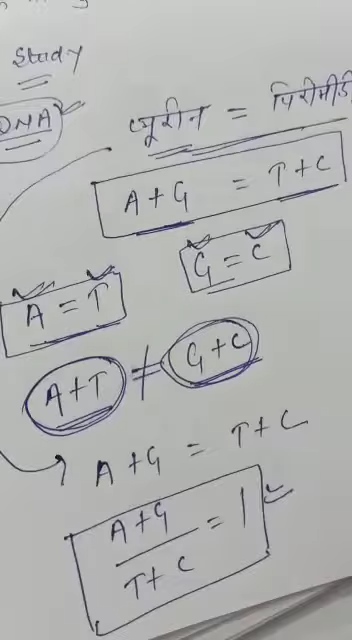 Study
DNA
प्यूरीन = पिरीमीडी
A+G = T+C
G = C
A = T
A+T ≠ G+C
A+G = T+C
A+G
T+C
= 1